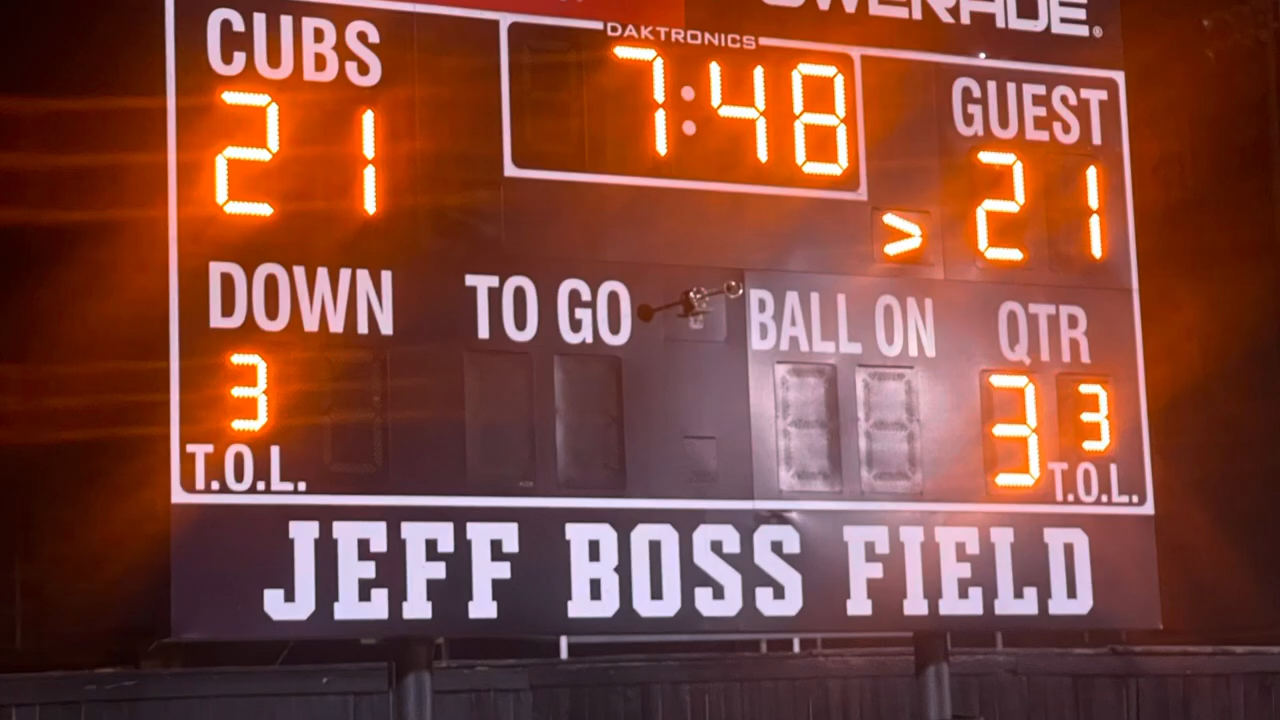 POWERADE®
DAKTRONICS
CUBS
7:48
GUEST
21
> 21
DOWN TO GO BALL ON QTR
3
3 3
T.O.L.
T.O.L.
JEFF BOSS FIELD